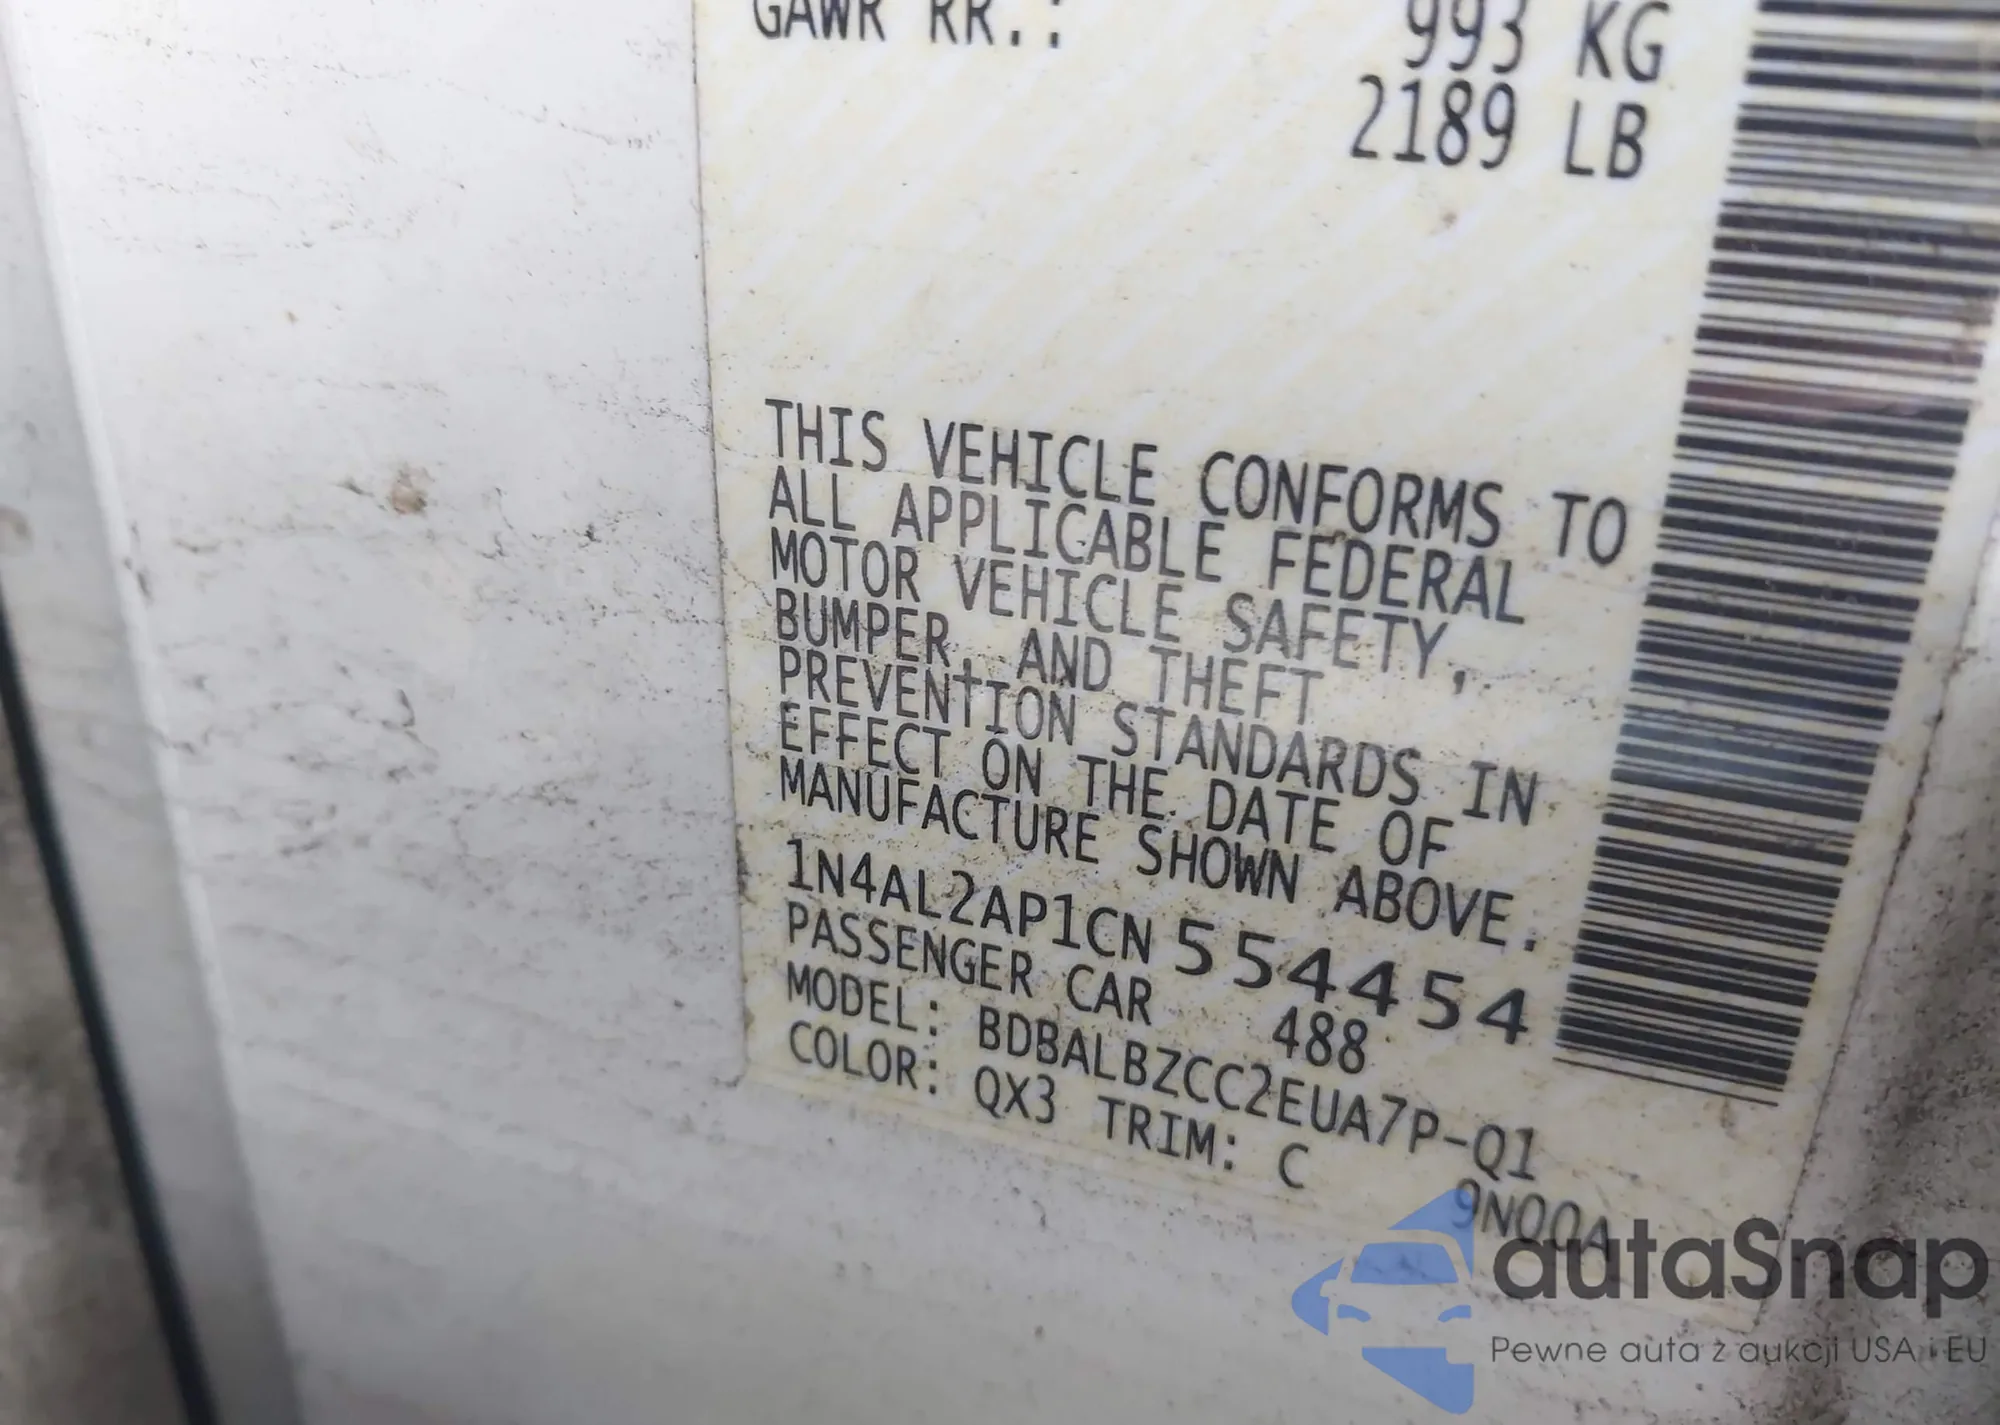 GAWR RR.: 993 KG
2189 LB
THIS VEHICLE CONFORMS TO
ALL APPLICABLE FEDERAL
MOTOR VEHICLE SAFETY,
BUMPER, AND THEFT
PREVENTION STANDARDS IN
EFFECT ON THE DATE OF
MANUFACTURE SHOWN ABOVE.
1N4AL2AP1CN 554454
PASSENGER CAR 488
MODEL: BDBALBZCC2EUA7P-Q1
COLOR: QX3 TRIM: C
9N00A
autaSnap
Pewne auta z aukcji USA i EU